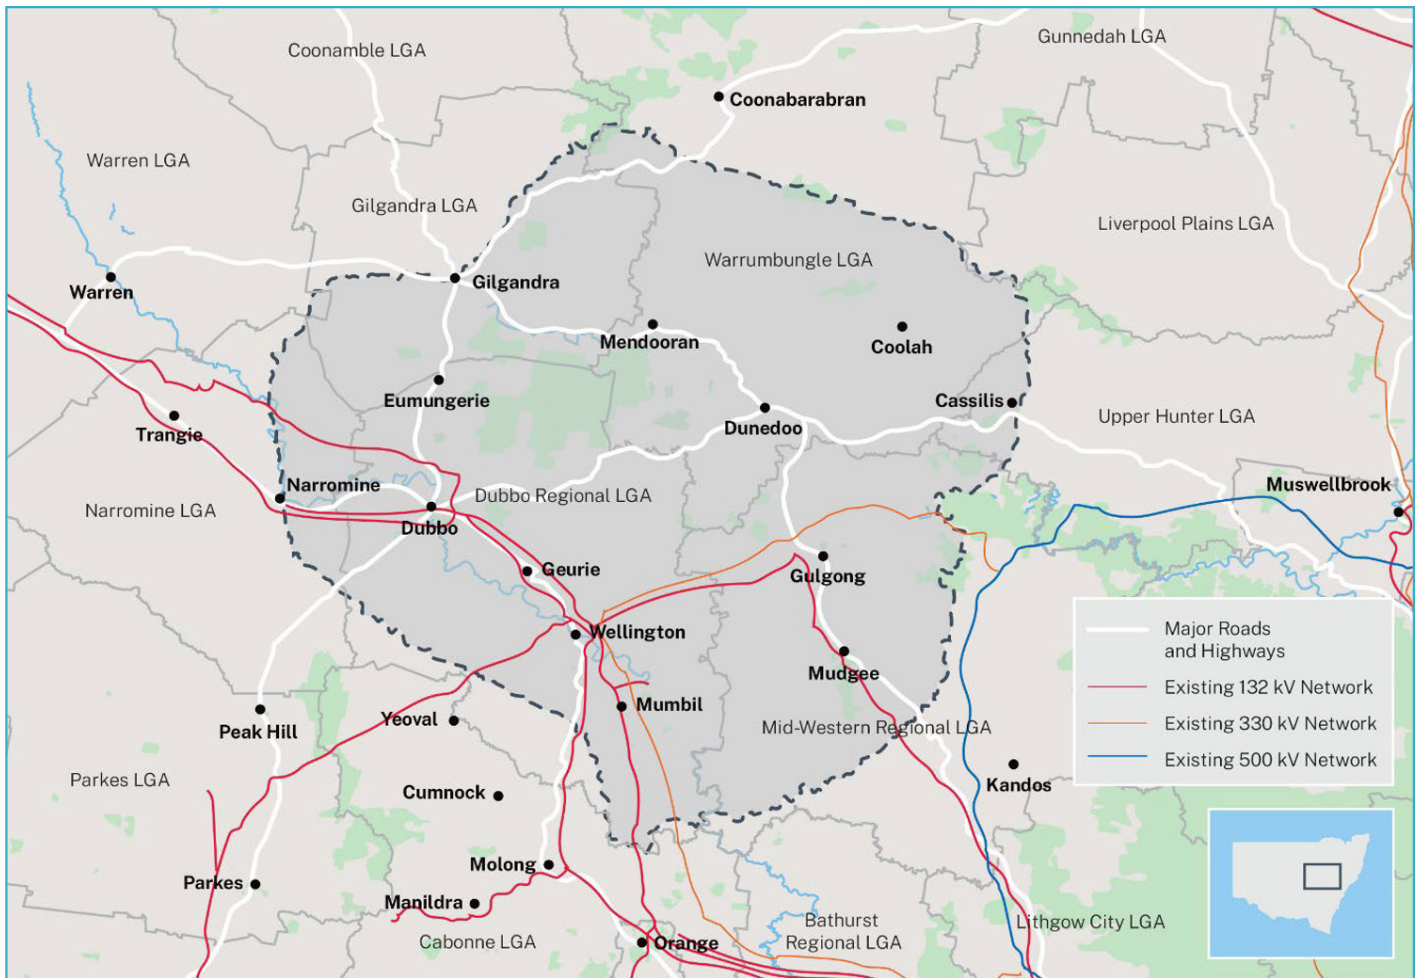 Coonamble LGA
Gunnedah LGA
Coonabarabran
Warren LGA
Gilgandra LGA
Liverpool Plains LGA
Warrumbungle LGA
Warren
Gilgandra
Mendooran
Coolah
Eumungerie
Cassilis
Upper Hunter LGA
Trangie
Dunedoo
Narromine
Muswellbrook
Dubbo Regional LGA
Narromine LGA
Dubbo
Geurie
Gulgong
Wellington
Major Roads
and Highways
Mudgee
Existing 132 kV Network
Mumbil
Yeoval
Peak Hill
Mid-Western Regional LGA
Existing 330 kV Network
Existing 500 kV Network
Parkes LGA
Kandos
Cumnock
Molong
Parkes
Manildra
Bathurst
Regional LGA
Lithgow City LGA
Cabonne LGA
Orange